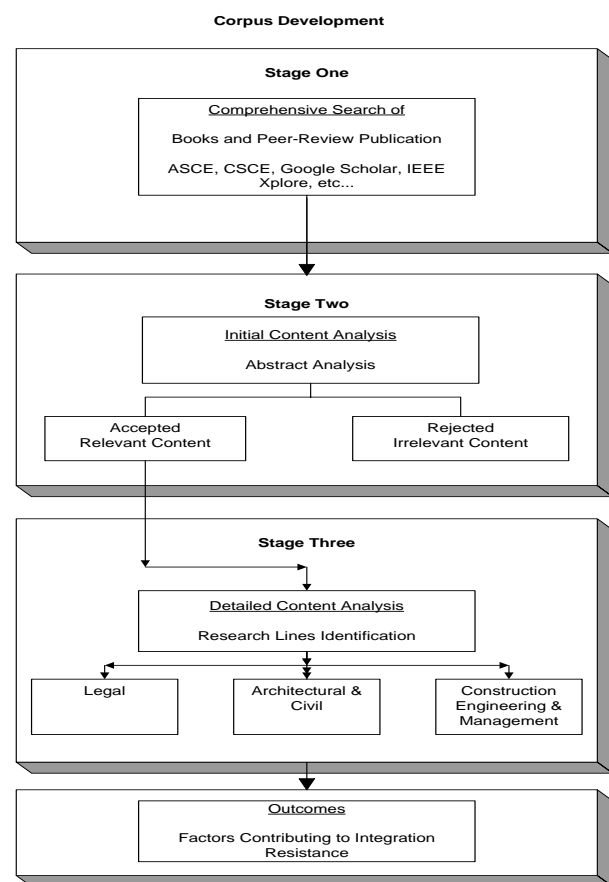 Corpus Development
Stage One
Comprehensive Search of
Books and Peer-Review Publication
ASCE, CSCE, Google Scholar, IEEE
Xplore, etc...
Stage Two
Initial Content Analysis
Abstract Analysis
Accepted
Relevant Content
Rejected
Irrelevant Content
Stage Three
Detailed Content Analysis
Research Lines Identification
Legal
Architectural &
Civil
Construction
Engineering &
Management
Outcomes
Factors Contributing to Integration
Resistance